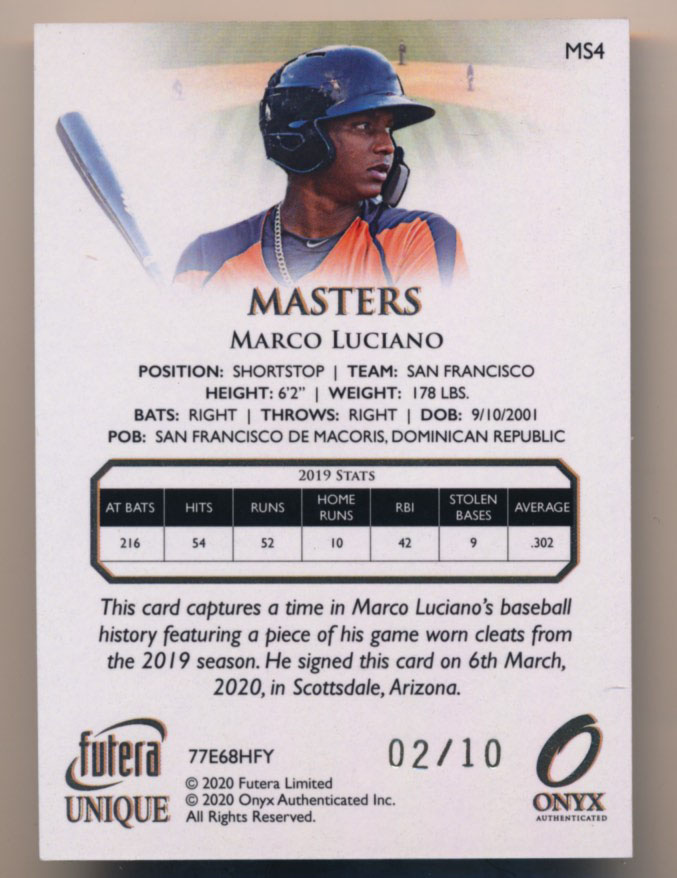 MS4
MASTERS
MARCO LUCIANO
POSITION: SHORTSTOP | TEAM: SAN FRANCISCO
HEIGHT: 6'2" | WEIGHT: 178 LBS.
BATS: RIGHT | THROWS: RIGHT | DOB: 9/10/2001
POB: SAN FRANCISCO DE MACORIS, DOMINICAN REPUBLIC
2019 STATS
AT BATS HITS RUNS HOME RUNS RBI STOLEN BASES AVERAGE
216 54 52 10 42 9 .302
This card captures a time in Marco Luciano's baseball
history featuring a piece of his game worn cleats from
the 2019 season. He signed this card on 6th March,
2020, in Scottsdale, Arizona.
futera
UNIQUE
77E68HFY
02/10
© 2020 Futera Limited
© 2020 Onyx Authenticated Inc.
All Rights Reserved.
ONYX
AUTHENTICATED